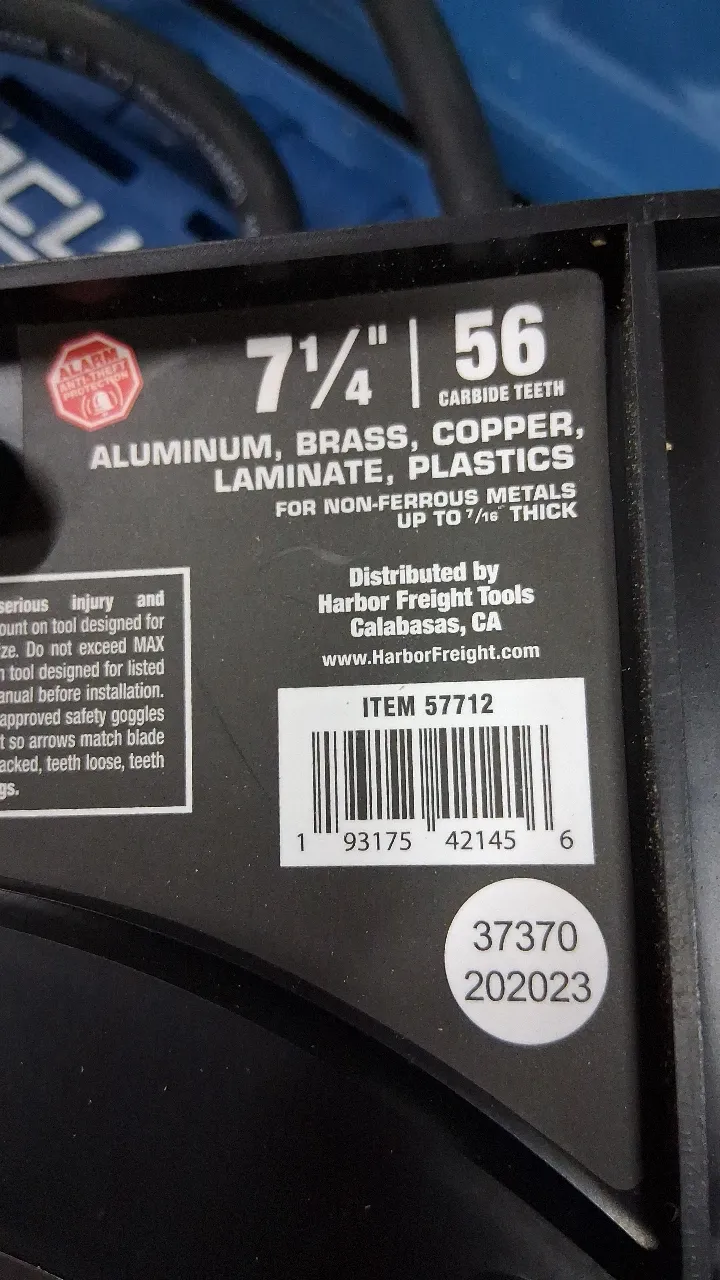 ALARM
ANTI-THEFT
PROTECTION
7 1/4" | 56
CARBIDE TEETH
ALUMINUM, BRASS, COPPER,
LAMINATE, PLASTICS
FOR NON-FERROUS METALS
UP TO 7/16" THICK
serious injury and
ount on tool designed for
ze. Do not exceed MAX
n tool designed for listed
anual before installation.
approved safety goggles
t so arrows match blade
acked, teeth loose, teeth
gs.
Distributed by
Harbor Freight Tools
Calabasas, CA
www.HarborFreight.com
ITEM 57712
1 93175 42145 6
37370
202023